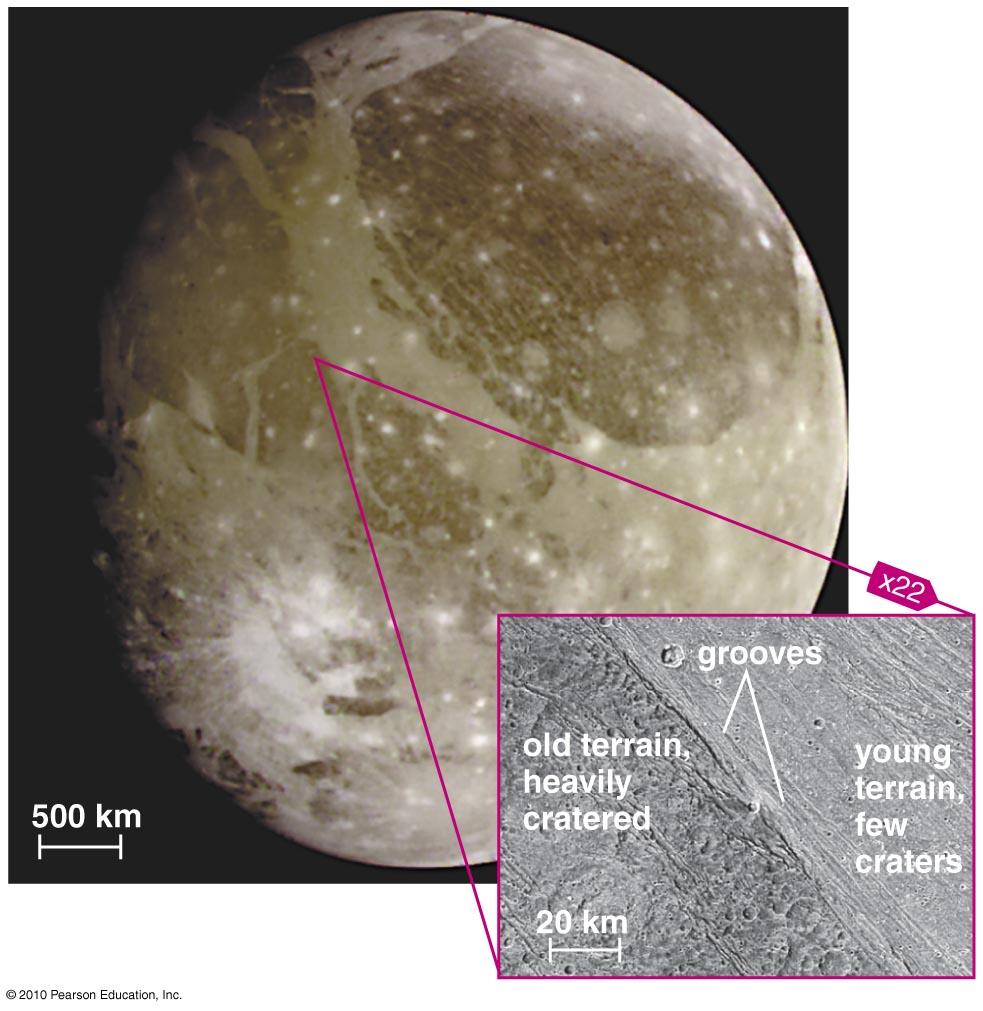 x22
grooves
old terrain,
heavily
cratered
young
terrain,
few
craters
500 km
20 km
© 2010 Pearson Education, Inc.